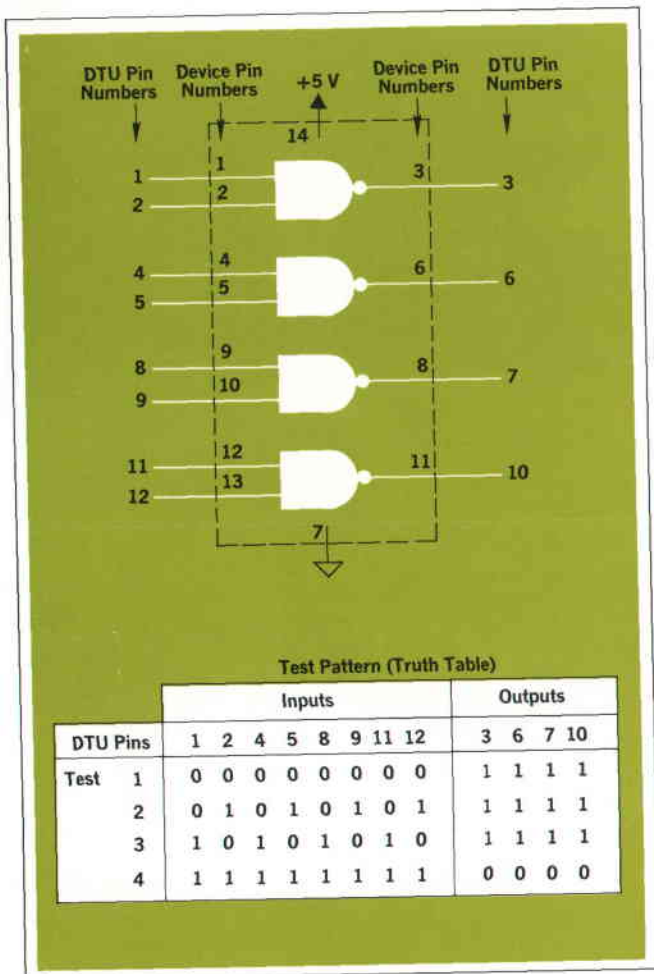 DTU Pin Numbers
Device Pin Numbers
+5 V
Device Pin Numbers
DTU Pin Numbers
14
1 1 3 3
2 2
4 4 6 6
5 5
8 9 8 7
9 10
11 12 11 10
12 13
7
Test Pattern (Truth Table)
Inputs Outputs
DTU Pins 1 2 4 5 8 9 11 12 3 6 7 10
Test 1 0 0 0 0 0 0 0 0 1 1 1 1
2 0 1 0 1 0 1 0 1 1 1 1 1
3 1 0 1 0 1 0 1 0 1 1 1 1
4 1 1 1 1 1 1 1 1 0 0 0 0